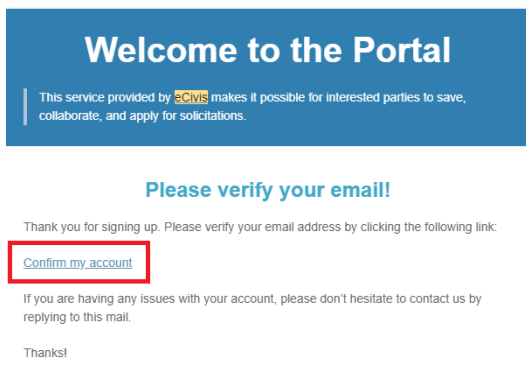 Welcome to the Portal
This service provided by eCivis makes it possible for interested parties to save,
collaborate, and apply for solicitations.
Please verify your email!
Thank you for signing up. Please verify your email address by clicking the following link:
Confirm my account
If you are having any issues with your account, please don't hesitate to contact us by
replying to this mail.
Thanks!